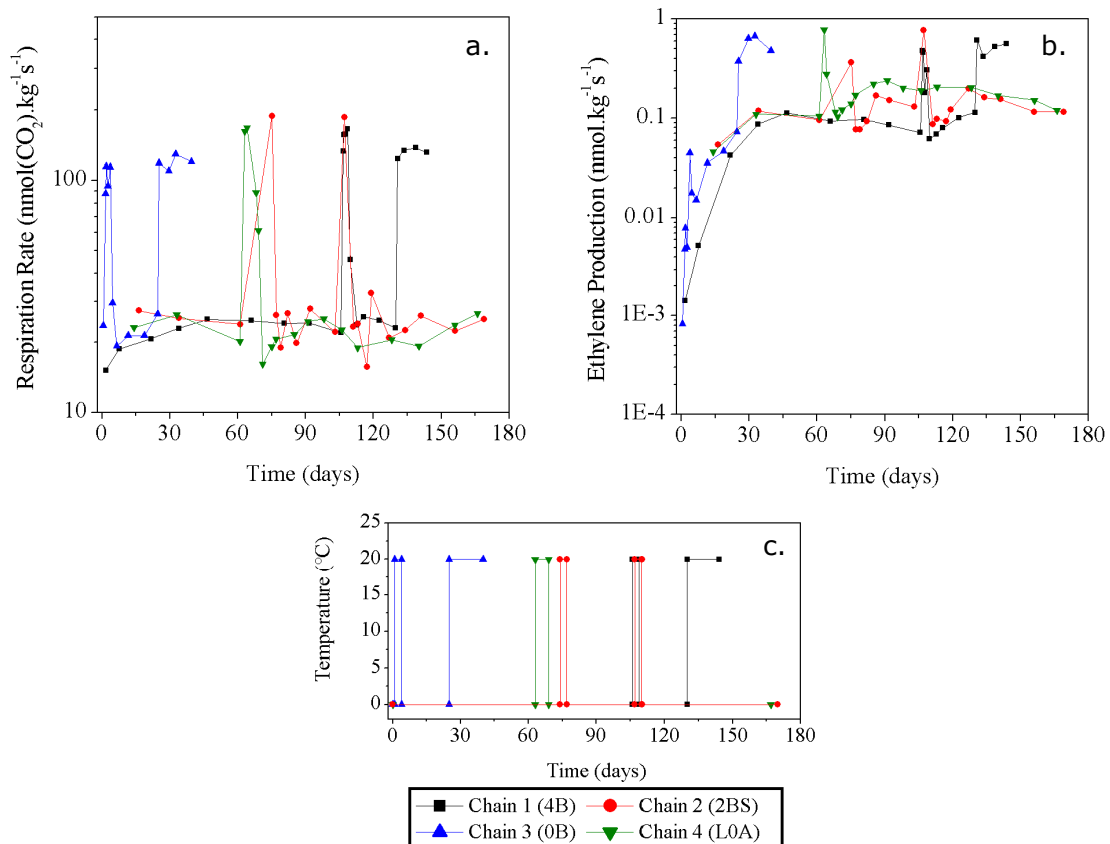 a.
Respiration Rate (nmol(CO₂).kg⁻¹s⁻¹)
100
10
0 30 60 90 120 150 180
Time (days)
b.
Ethylene Production (nmol.kg⁻¹s⁻¹)
1
0.1
0.01
1E-3
1E-4
0 30 60 90 120 150 180
Time (days)
c.
Temperature (°C)
25
20
15
10
5
0
0 30 60 90 120 150 180
Time (days)
Chain 1 (4B) Chain 2 (2BS)
Chain 3 (0B) Chain 4 (L0A)